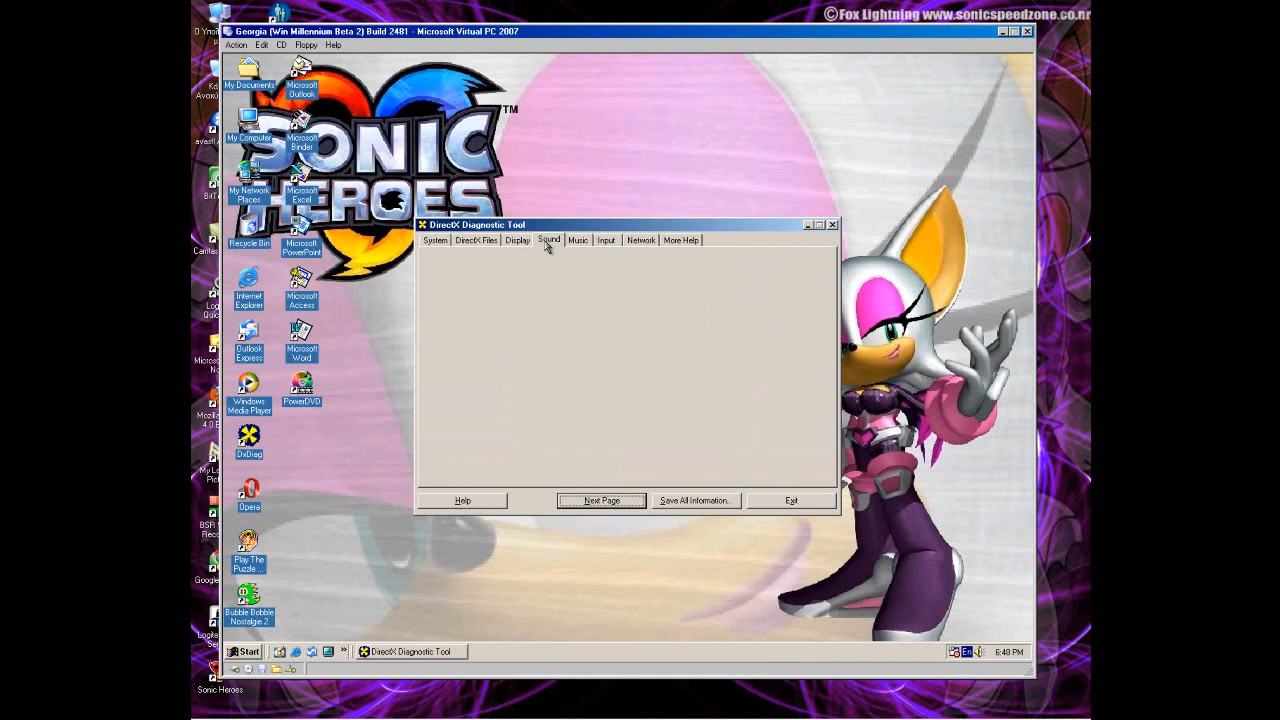 ©Fox Lightning www.sonicspeedzone.co.nr
Georgia (Win Millennium Beta 2) Build 2481 - Microsoft Virtual PC 2007
Action Edit CD Floppy Help
My Documents
Microsoft Outlook
My Computer
Microsoft Binder
My Network Places
Microsoft Excel
Recycle Bin
Microsoft PowerPoint
Internet Explorer
Microsoft Access
Outlook Express
Microsoft Word
Windows Media Player
PowerDVD
DxDiag
Opera
Play The Puzzle ...
Bubble Bobble Nostalgie 2
SONIC HEROES™
DirectX Diagnostic Tool
System DirectX Files Display Sound Music Input Network More Help
Help Next Page Save All Information... Exit
Start
DirectX Diagnostic Tool
En
6:48 PM
Sonic Heroes